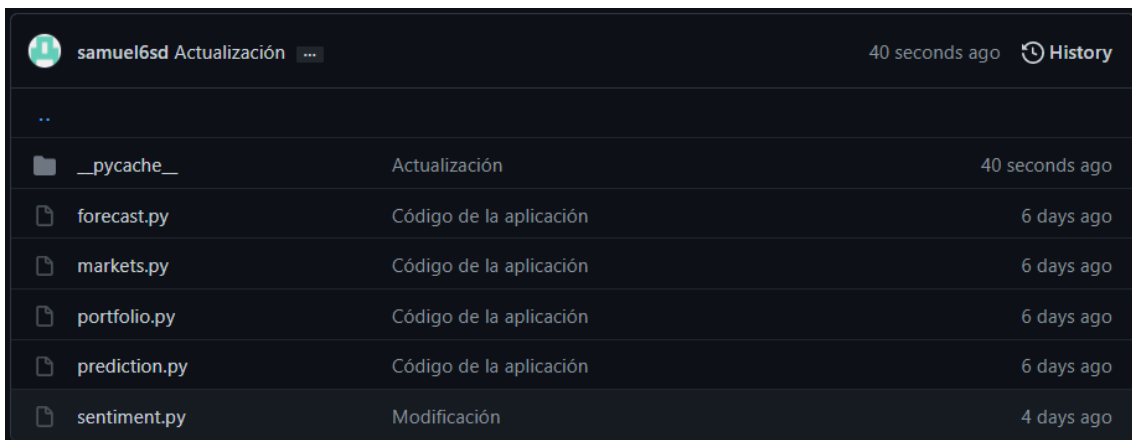 samuel6sd Actualización ... 40 seconds ago History
..
__pycache__ Actualización 40 seconds ago
forecast.py Código de la aplicación 6 days ago
markets.py Código de la aplicación 6 days ago
portfolio.py Código de la aplicación 6 days ago
prediction.py Código de la aplicación 6 days ago
sentiment.py Modificación 4 days ago